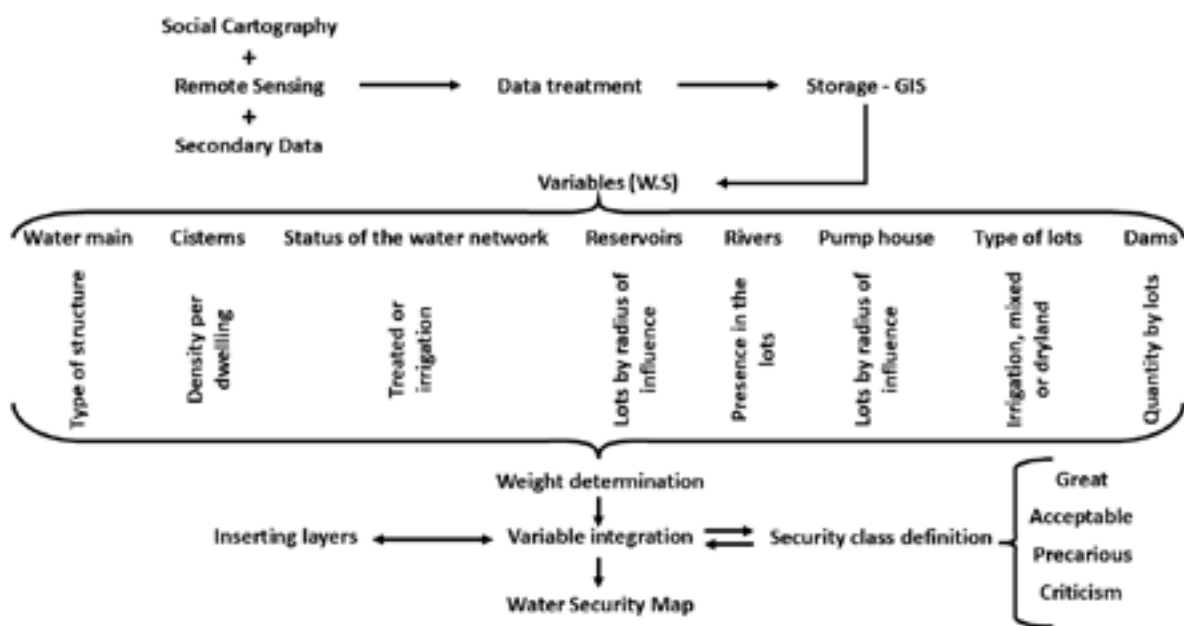 Social Cartography
+
Remote Sensing
Data treatment
Storage - GIS
+
Secondary Data
Variables (W.S)
Water main
Cisterns
Status of the water network
Reservoirs
Rivers
Pump house
Type of lots
Dams
Type of structure
Density per
dwelling
Treated or
irrigation
Lots by radius of
influence
Presence in the
lots
Lots by radius of
influence
Irrigation, mixed
or dryland
Quantity by lots
Weight determination
Inserting layers
Variable integration
Security class definition
Great
Acceptable
Precarious
Criticism
Water Security Map